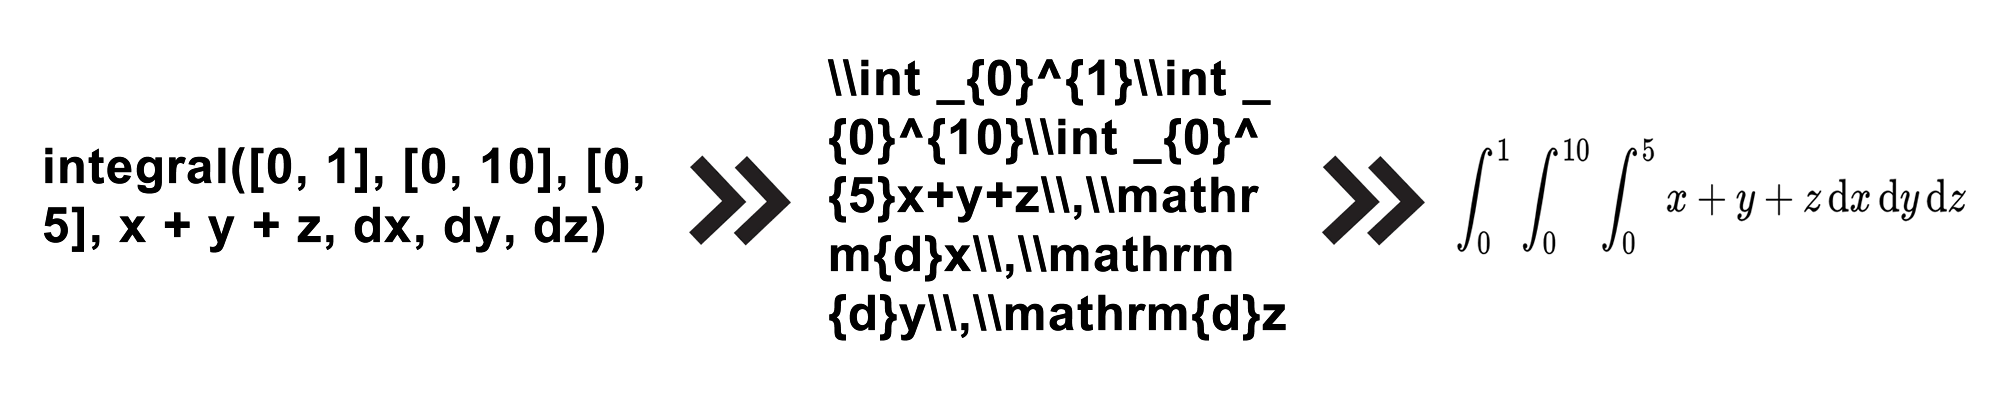 integral([0, 1], [0, 10], [0,
5], x + y + z, dx, dy, dz)
\\int _{0}^{1}\\int _
{0}^{10}\\int _{0}^
{5}x+y+z\\,\\mathr
m{d}x\\,\\mathrm
{d}y\\,\\mathrm{d}z
∫₀¹ ∫₀¹⁰ ∫₀⁵ x + y + z dx dy dz